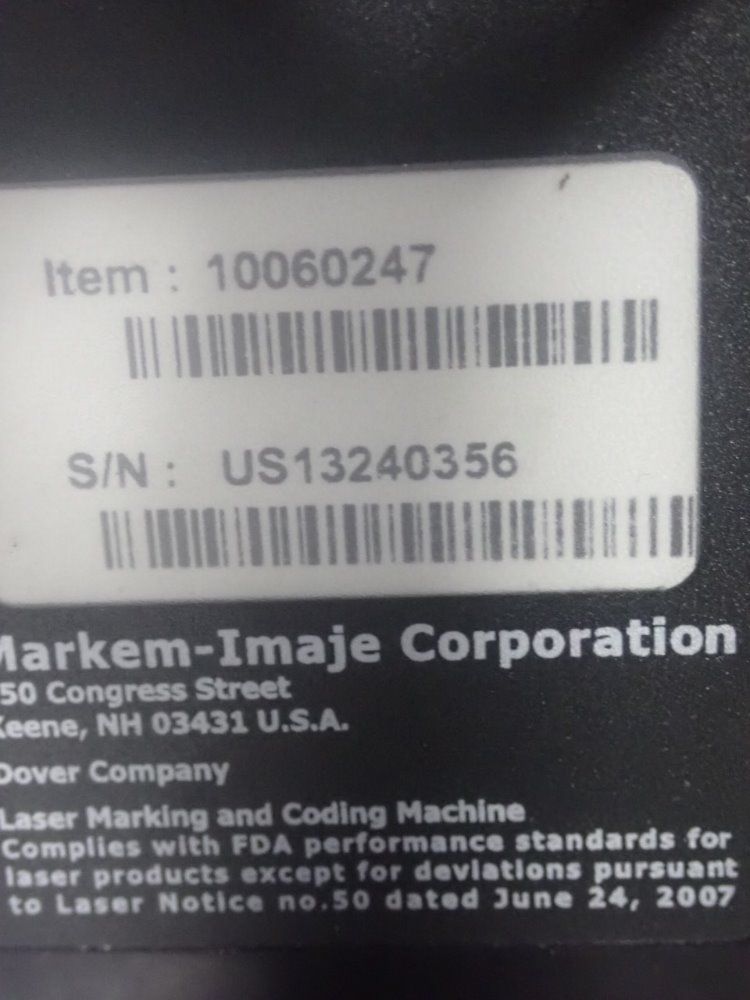 Item : 10060247
S/N : US13240356
Markem-Imaje Corporation
50 Congress Street
Keene, NH 03431 U.S.A.
Dover Company
Laser Marking and Coding Machine
Complies with FDA performance standards for
laser products except for deviations pursuant
to Laser Notice no.50 dated June 24, 2007